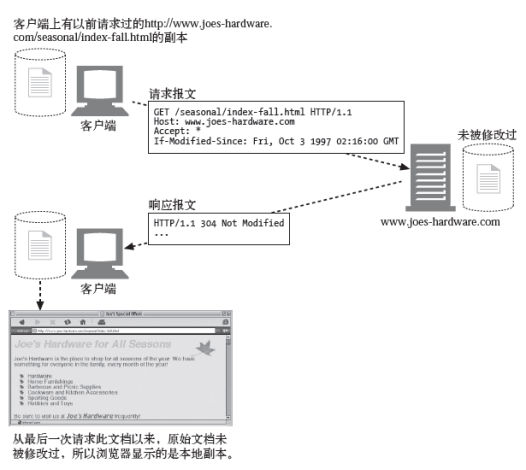 客户端上有以前请求过的http://www.joes-hardware.
com/seasonal/index-fall.html的副本
客户端
请求报文
GET /seasonal/index-fall.html HTTP/1.1
Host: www.joes-hardware.com
Accept: *
If-Modified-Since: Fri, Oct 3 1997 02:16:00 GMT
未被修改过
www.joes-hardware.com
响应报文
HTTP/1.1 304 Not Modified
...
客户端
Joe's Special Offers
Joe's Hardware for All Seasons
Joe's Hardware is the place to shop for all seasons of the year. We have
something for everyone in the family, every month of the year!
Hardware
Home Furnishings
Barbecue and Picnic Supplies
Cookware and Kitchen Accessories
Sporting Goods
Hobbies and Toys
Be sure to visit us at Joe's Hardware frequently!
从最后一次请求此文档以来，原始文档未
被修改过，所以浏览器显示的是本地副本。